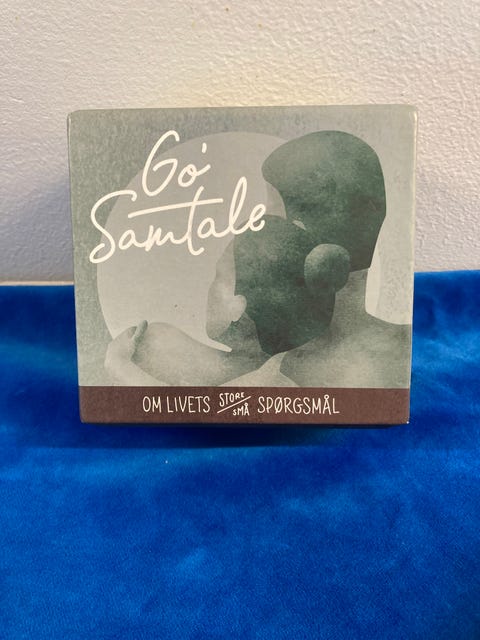 Go'
Samtale
OM LIVETS STORE/SMÅ SPØRGSMÅL